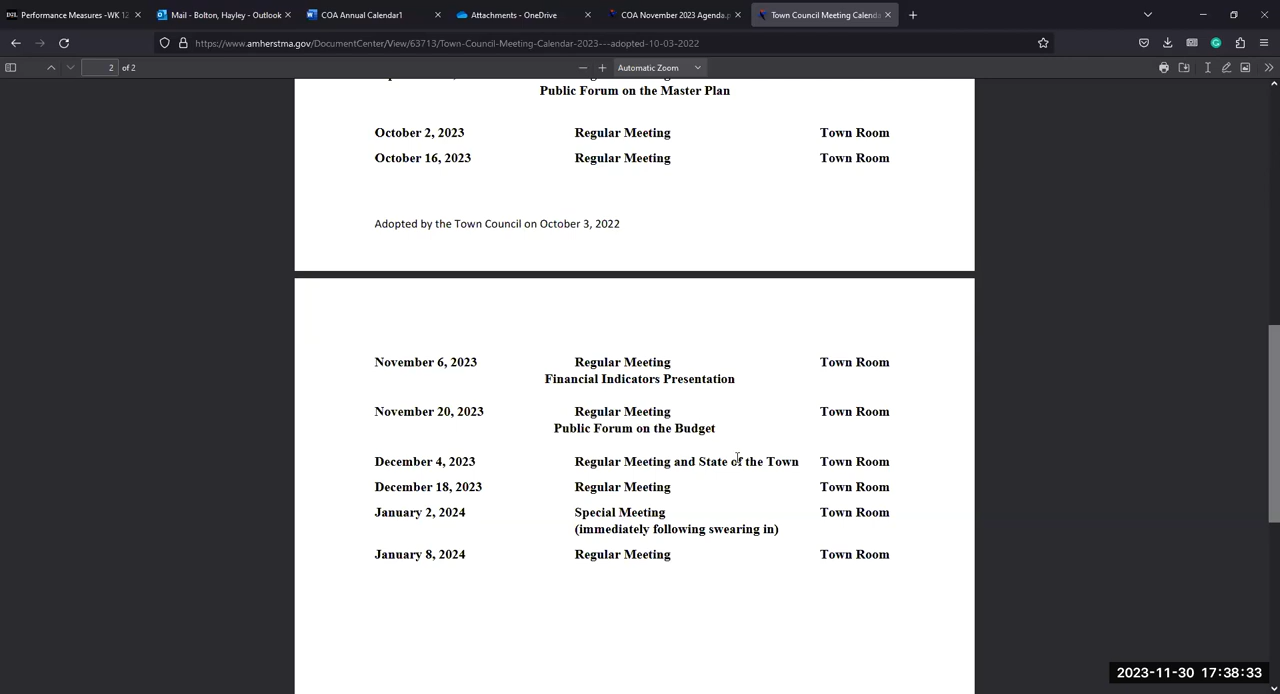 Performance Measures -WK 12
Mail - Bolton, Hayley - Outlook
COA Annual Calendar1
Attachments - OneDrive
COA November 2023 Agenda.p
Town Council Meeting Calenda
https://www.amherstma.gov/DocumentCenter/View/63713/Town-Council-Meeting-Calendar-2023---adopted-10-03-2022
2 of 2
Automatic Zoom
Public Forum on the Master Plan
October 2, 2023 Regular Meeting Town Room
October 16, 2023 Regular Meeting Town Room
Adopted by the Town Council on October 3, 2022
November 6, 2023 Regular Meeting Town Room
Financial Indicators Presentation
November 20, 2023 Regular Meeting Town Room
Public Forum on the Budget
December 4, 2023 Regular Meeting and State of the Town Town Room
December 18, 2023 Regular Meeting Town Room
January 2, 2024 Special Meeting Town Room
(immediately following swearing in)
January 8, 2024 Regular Meeting Town Room
2023-11-30 17:38:33